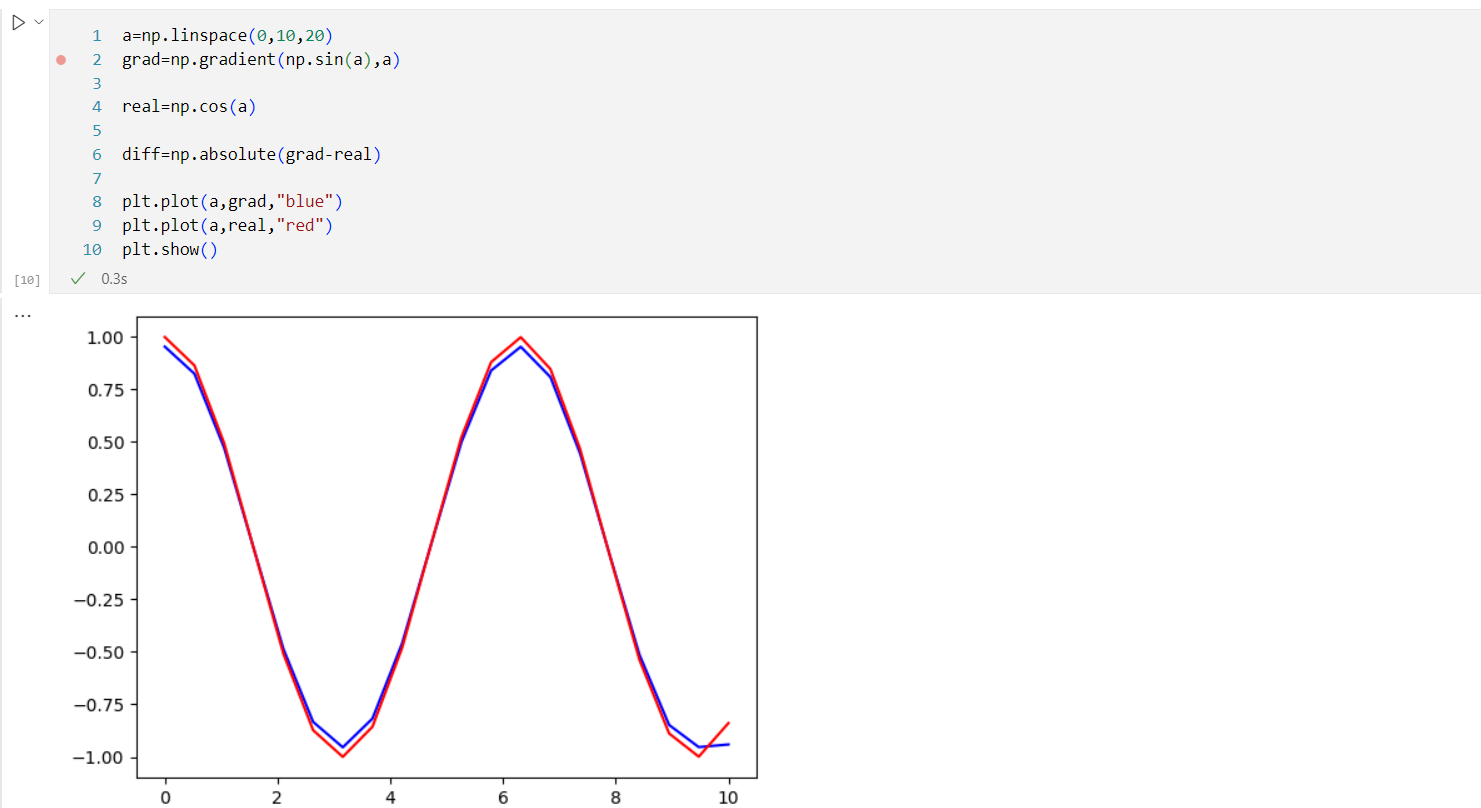 1 a=np.linspace(0,10,20)
2 grad=np.gradient(np.sin(a),a)
3
4 real=np.cos(a)
5
6 diff=np.absolute(grad-real)
7
8 plt.plot(a,grad,"blue")
9 plt.plot(a,real,"red")
10 plt.show()
[10] ✓ 0.3s
...
1.00
0.75
0.50
0.25
0.00
−0.25
−0.50
−0.75
−1.00
0 2 4 6 8 10